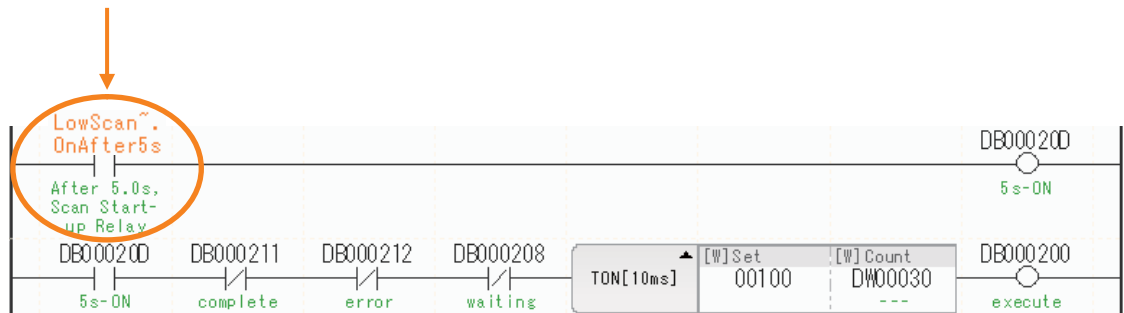 LowScan~.
OnAfter5s
DB00020D
After 5.0s,
Scan Start-
up Relay
5s-ON
DB00020D DB000211 DB000212 DB000208 TON[10ms] [W]Set 00100 [W]Count DW00030 DB000200
5s-ON complete error waiting --- execute